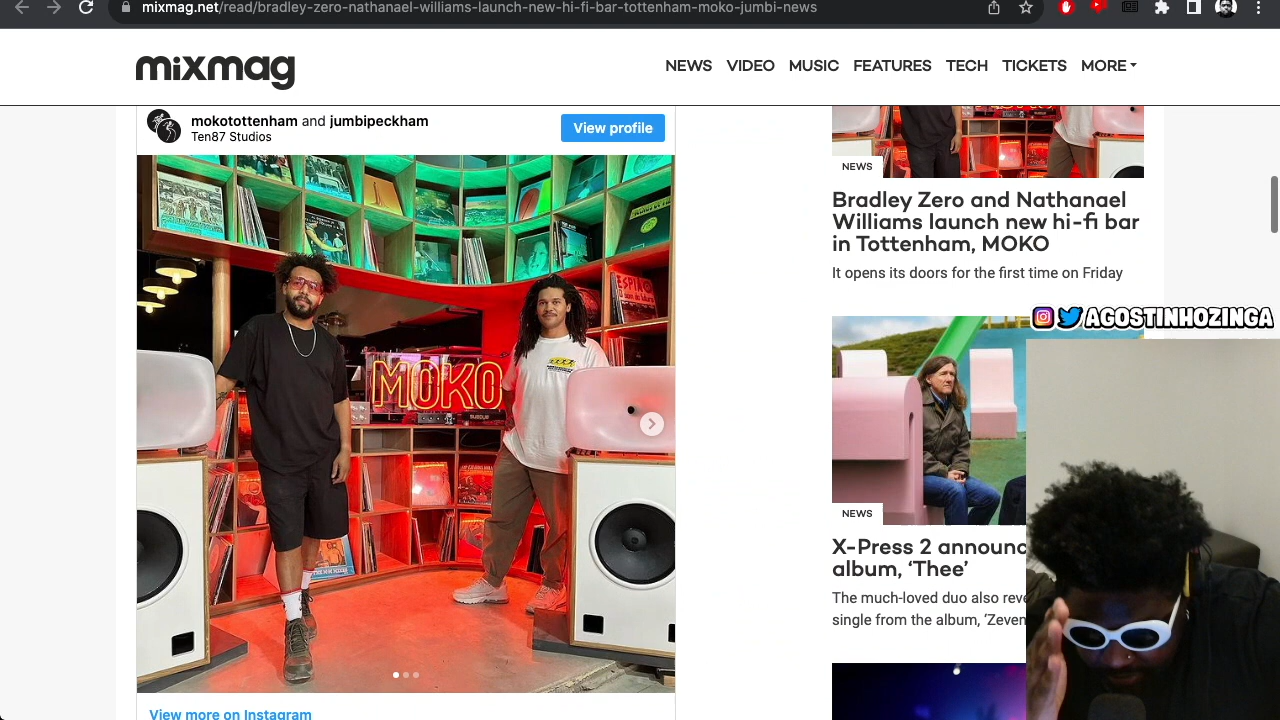 mixmag.net/read/bradley-zero-nathanael-williams-launch-new-hi-fi-bar-tottenham-moko-jumbi-news
mixmag
NEWS VIDEO MUSIC FEATURES TECH TICKETS MORE
mokotottenham and jumbipeckham
Ten87 Studios
View profile
MOKO
View more on Instagram
NEWS
Bradley Zero and Nathanael
Williams launch new hi-fi bar
in Tottenham, MOKO
It opens its doors for the first time on Friday
AGOSTINHOZINGA
NEWS
X-Press 2 announc
album, ‘Thee’
The much-loved duo also reve
single from the album, ‘Zeven